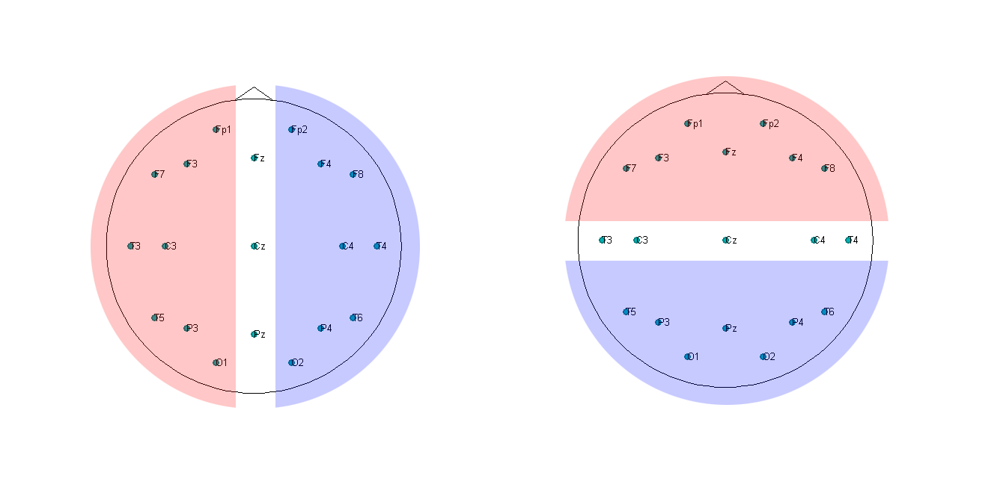 Fp1 Fp2
Fz
F3 F4
F7 F8
T3 C3 Cz C4 T4
T5 T6
P3 P4
Pz
O1 O2
Fp1 Fp2
Fz
F3 F4
F7 F8
T3 C3 Cz C4 T4
T5 T6
P3 P4
Pz
O1 O2